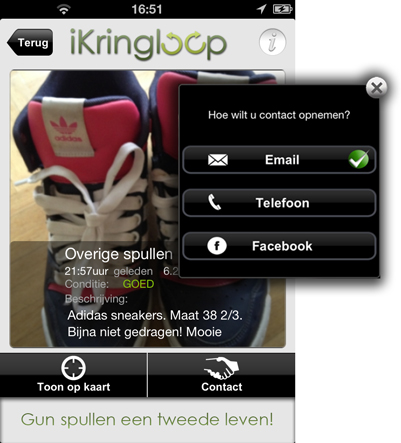 16:51
Terug
iKringloop
i
adidas
Hoe wilt u contact opnemen?
Email
Telefoon
Facebook
Overige spullen
21:57uur geleden 6.2
Conditie: GOED
Beschrijving:
Adidas sneakers. Maat 38 2/3.
Bijna niet gedragen! Mooie
Toon op kaart
Contact
Gun spullen een tweede leven!